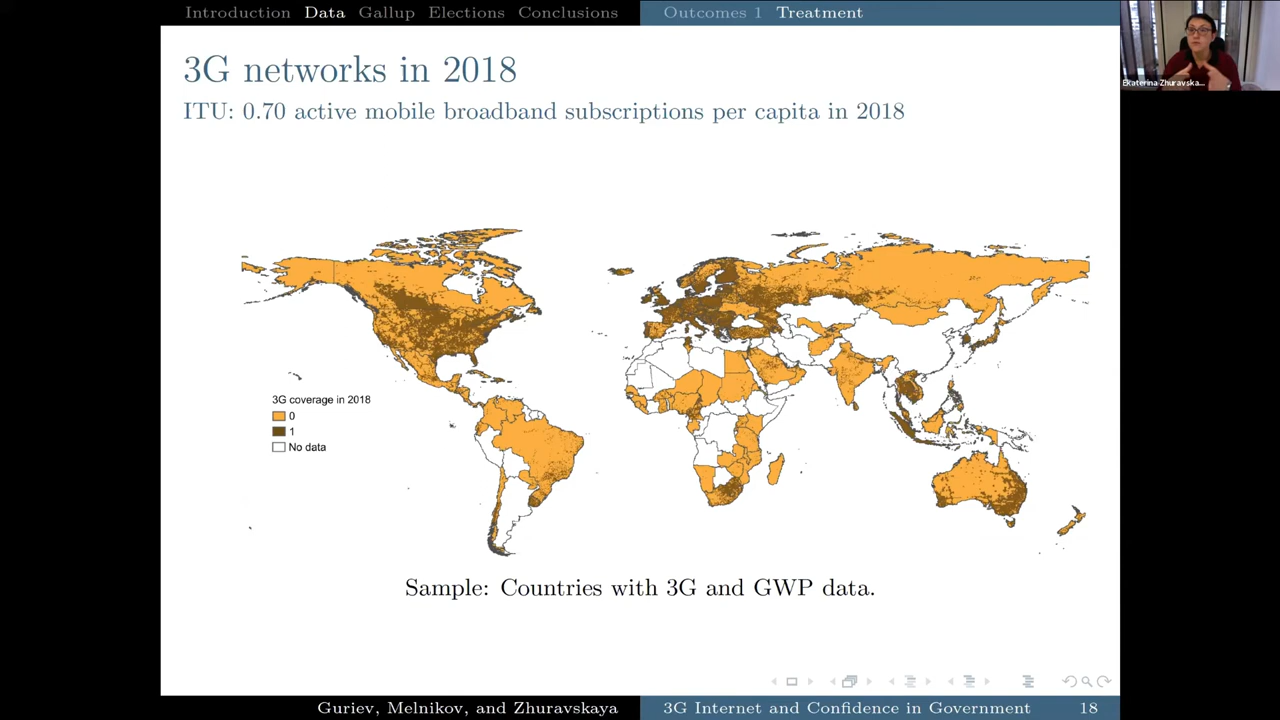 Introduction Data Gallup Elections Conclusions Outcomes 1 Treatment
3G networks in 2018
ITU: 0.70 active mobile broadband subscriptions per capita in 2018
Ekaterina Zhuravska...
3G coverage in 2018
0
1
No data
Sample: Countries with 3G and GWP data.
Guriev, Melnikov, and Zhuravskaya 3G Internet and Confidence in Government 18